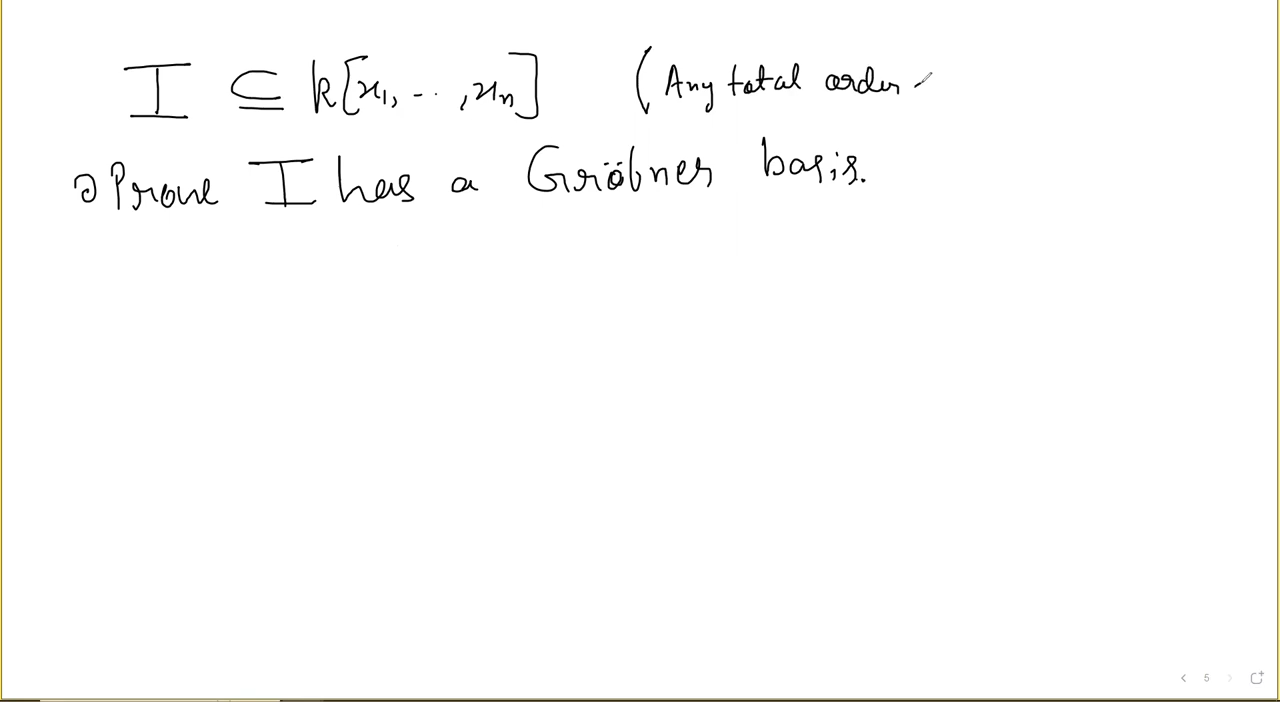 I ⊆ k[x₁, -·· , xₙ] (Any total order
Prove I has a Gröbner basis.
5